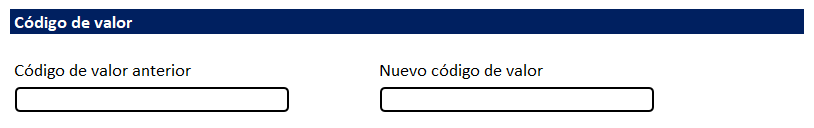 Código de valor
Código de valor anterior
Nuevo código de valor